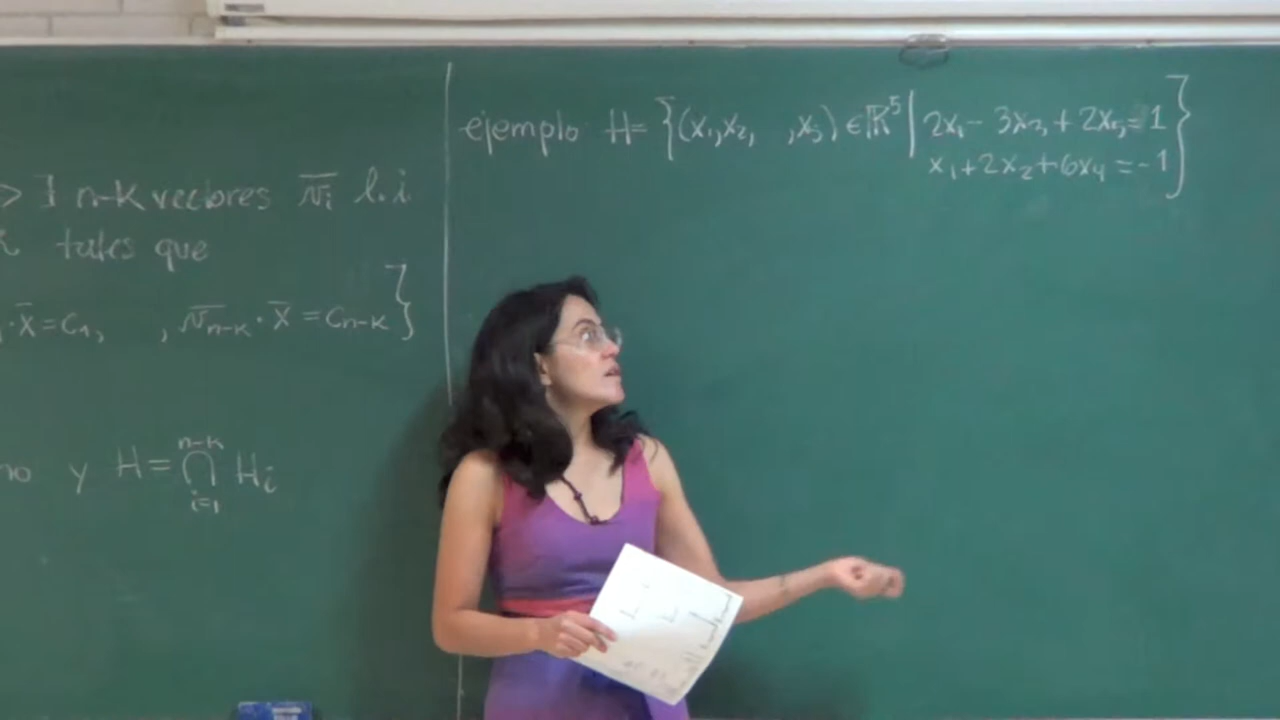 > ∃ n-k vectores v̅ᵢ l.i
tales que
·x̅=c₁, , v̅ₙ₋ₖ·x̅=cₙ₋ₖ}
no y H=⋂ᵢ₌₁ⁿ⁻ᵏ Hᵢ
ejemplo H={(x₁,x₂, ,x₅)∈ℝ⁵| 2x₁-3x₃+2x₅=1
x₁+2x₂+6x₄=-1}